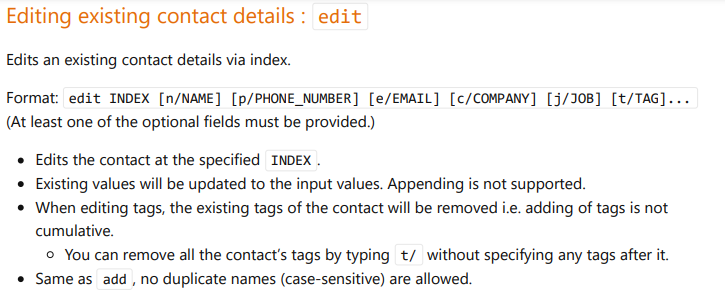 Editing existing contact details : edit
Edits an existing contact details via index.
Format: edit INDEX [n/NAME] [p/PHONE_NUMBER] [e/EMAIL] [c/COMPANY] [j/JOB] [t/TAG]...
(At least one of the optional fields must be provided.)
• Edits the contact at the specified INDEX.
• Existing values will be updated to the input values. Appending is not supported.
• When editing tags, the existing tags of the contact will be removed i.e. adding of tags is not
cumulative.
◦ You can remove all the contact’s tags by typing t/ without specifying any tags after it.
• Same as add, no duplicate names (case-sensitive) are allowed.